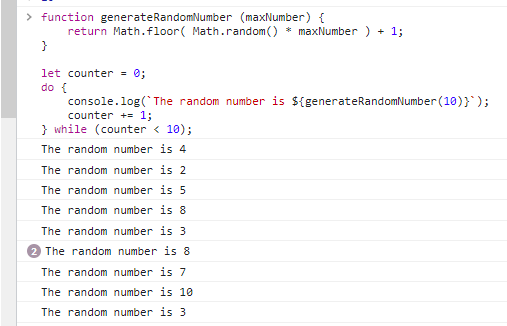 > function generateRandomNumber (maxNumber) {
return Math.floor( Math.random() * maxNumber ) + 1;
}
let counter = 0;
do {
console.log(`The random number is ${generateRandomNumber(10)}`);
counter += 1;
} while (counter < 10);
The random number is 4
The random number is 2
The random number is 5
The random number is 8
The random number is 3
2 The random number is 8
The random number is 7
The random number is 10
The random number is 3